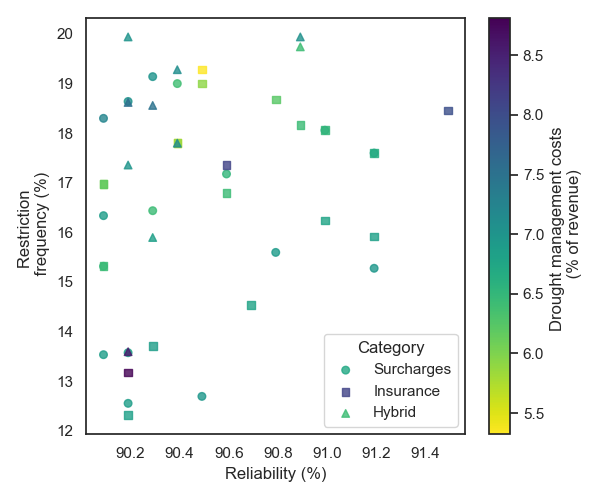 20
19
18
17
16
15
14
13
12
Restriction
frequency (%)
90.2
90.4
90.6
90.8
91.0
91.2
91.4
Reliability (%)
Category
Surcharges
Insurance
Hybrid
8.5
8.0
7.5
7.0
6.5
6.0
5.5
Drought management costs
(% of revenue)